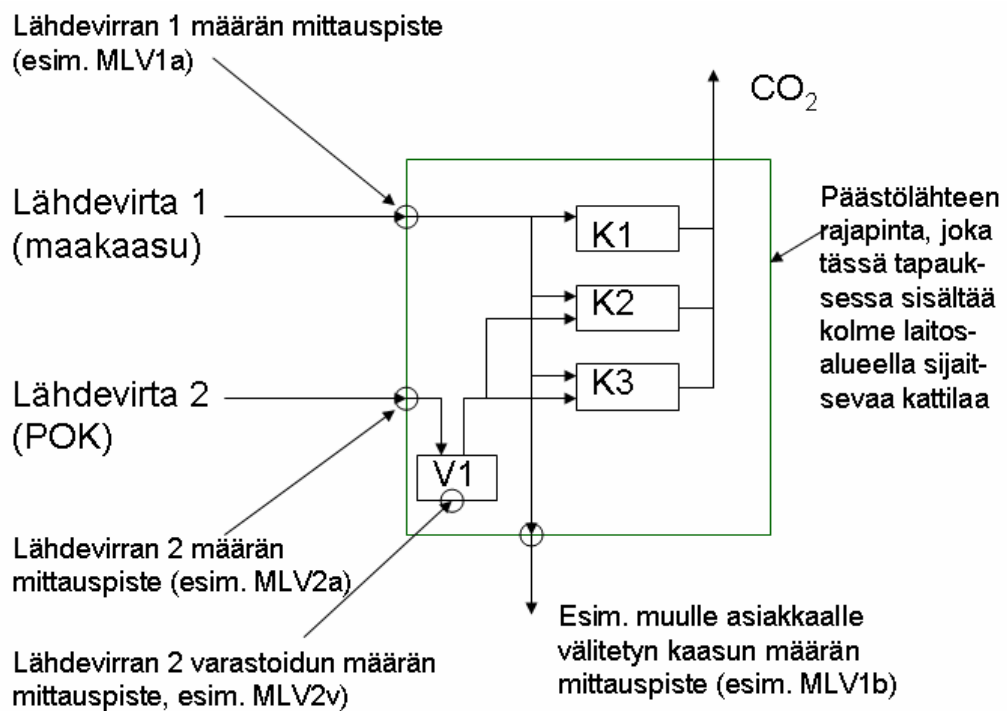 Lähdevirran 1 määrän mittauspiste
(esim. MLV1a)
CO2
Lähdevirta 1
(maakaasu)
K1
K2
K3
Päästölähteen
rajapinta, joka
tässä tapauk-
sessa sisältää
kolme laitos-
alueella sijait-
sevaa kattilaa
Lähdevirta 2
(POK)
V1
Lähdevirran 2 määrän
mittauspiste (esim. MLV2a)
Lähdevirran 2 varastoidun määrän
mittauspiste, esim. MLV2v)
Esim. muulle asiakkaalle
välitetyn kaasun määrän
mittauspiste (esim. MLV1b)